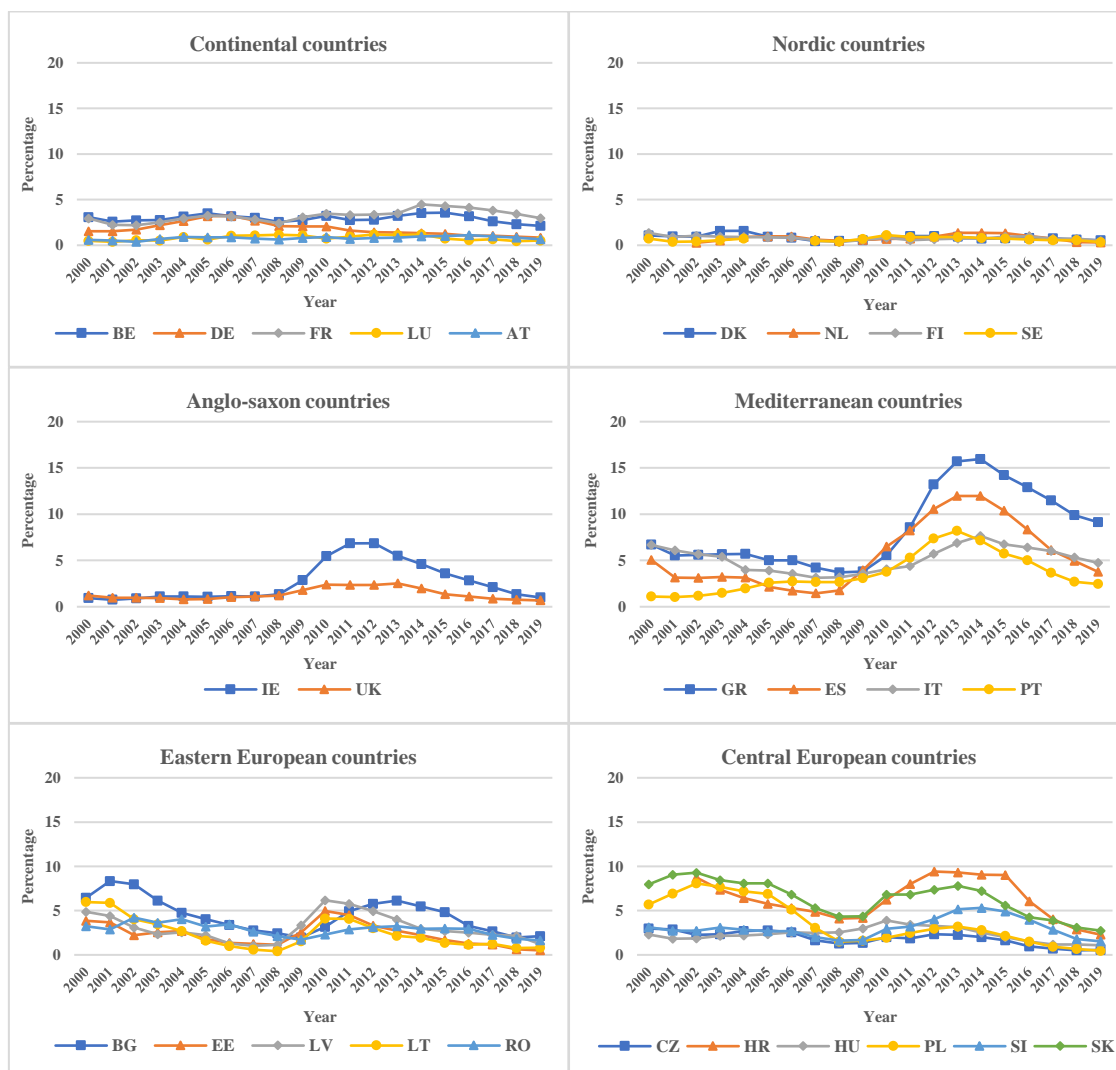 Continental countries
20
15
10
5
0
Percentage
2000 2001 2002 2003 2004 2005 2006 2007 2008 2009 2010 2011 2012 2013 2014 2015 2016 2017 2018 2019
Year
BE DE FR LU AT
Nordic countries
20
15
10
5
0
Percentage
2000 2001 2002 2003 2004 2005 2006 2007 2008 2009 2010 2011 2012 2013 2014 2015 2016 2017 2018 2019
Year
DK NL FI SE
Anglo-saxon countries
20
15
10
5
0
Percentage
2000 2001 2002 2003 2004 2005 2006 2007 2008 2009 2010 2011 2012 2013 2014 2015 2016 2017 2018 2019
Year
IE UK
Mediterranean countries
20
15
10
5
0
Percentage
2000 2001 2002 2003 2004 2005 2006 2007 2008 2009 2010 2011 2012 2013 2014 2015 2016 2017 2018 2019
Year
GR ES IT PT
Eastern European countries
20
15
10
5
0
Percentage
2000 2001 2002 2003 2004 2005 2006 2007 2008 2009 2010 2011 2012 2013 2014 2015 2016 2017 2018 2019
Year
BG EE LV LT RO
Central European countries
20
15
10
5
0
Percentage
2000 2001 2002 2003 2004 2005 2006 2007 2008 2009 2010 2011 2012 2013 2014 2015 2016 2017 2018 2019
Year
CZ HR HU PL SI SK